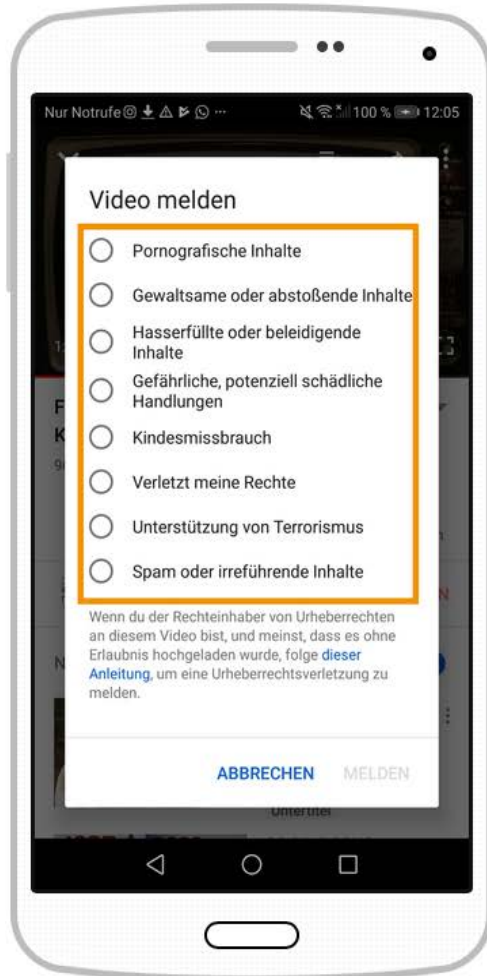 Nur Notrufe ... 100 % 12:05
Video melden
Pornografische Inhalte
Gewaltsame oder abstoßende Inhalte
Hasserfüllte oder beleidigende
Inhalte
Gefährliche, potenziell schädliche
Handlungen
Kindesmissbrauch
Verletzt meine Rechte
Unterstützung von Terrorismus
Spam oder irreführende Inhalte
Wenn du der Rechteinhaber von Urheberrechten
an diesem Video bist, und meinst, dass es ohne
Erlaubnis hochgeladen wurde, folge dieser
Anleitung, um eine Urheberrechtsverletzung zu
melden.
ABBRECHEN MELDEN
Untertitel